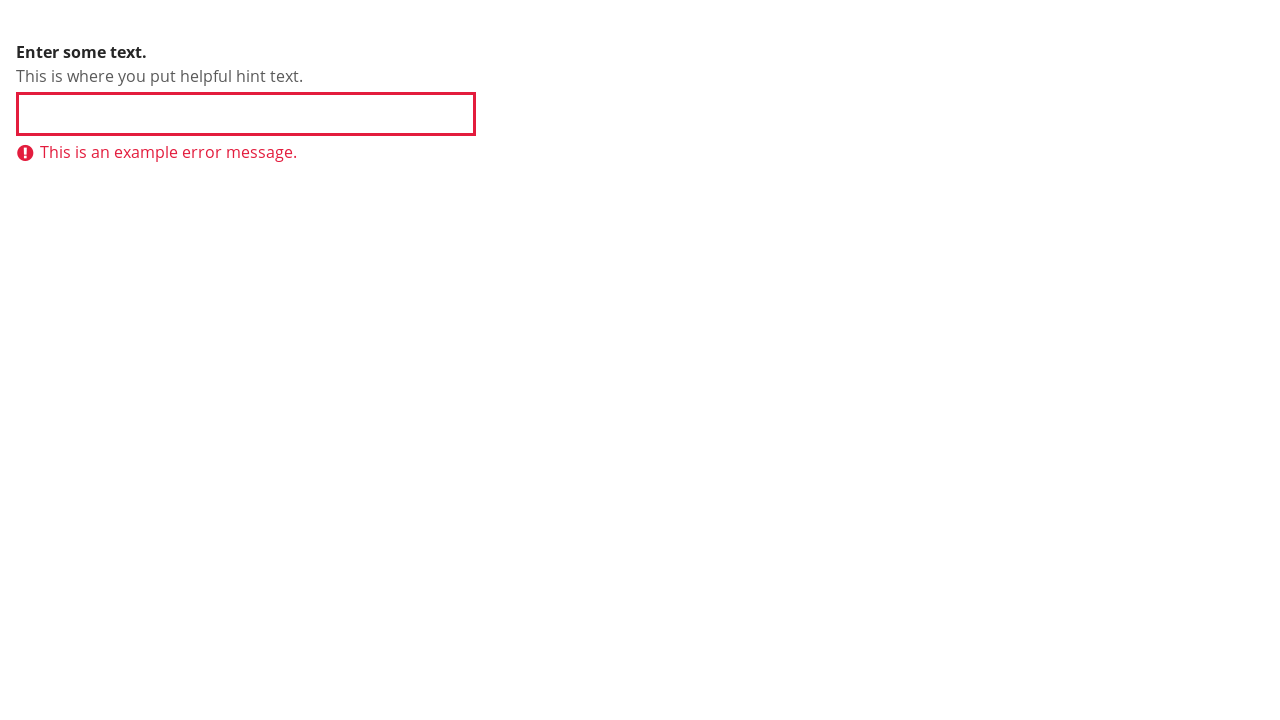 Enter some text.
This is where you put helpful hint text.
This is an example error message.